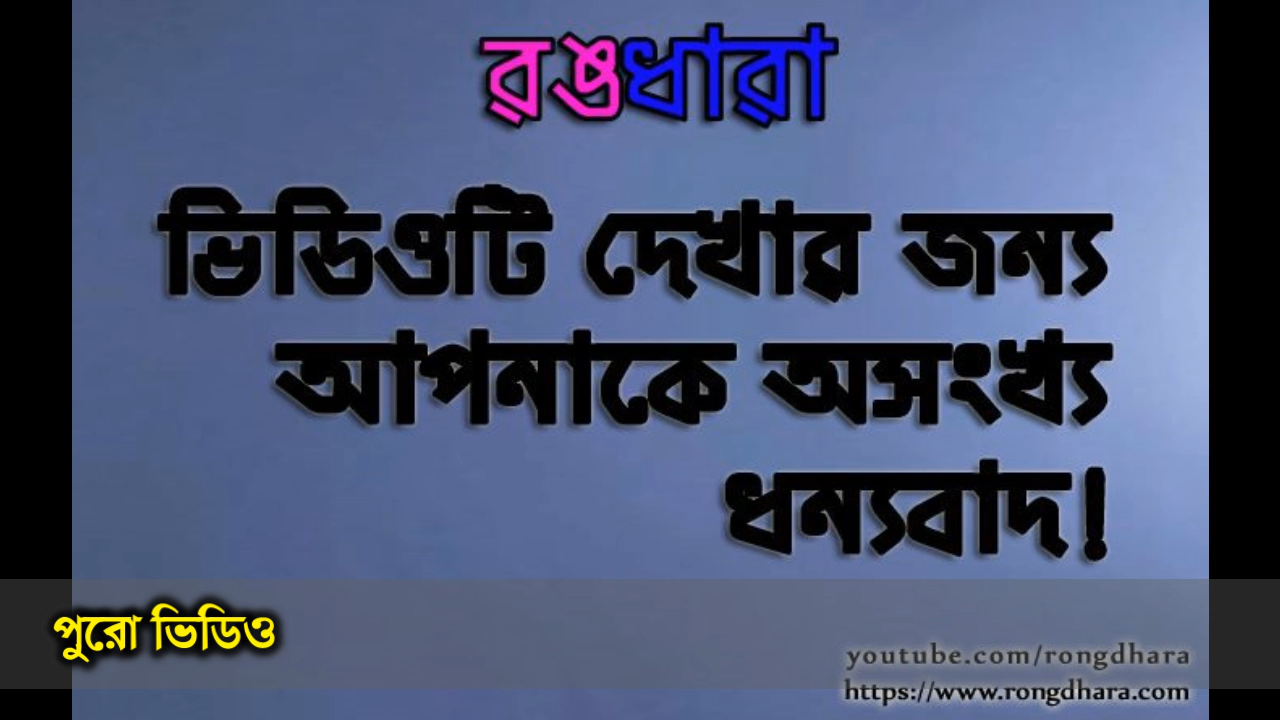 রঙধারা
ভিডিওটি দেখার জন্য
আপনাকে অসংখ্য
ধন্যবাদ!
পুরো ভিডিও
youtube.com/rongdhara
https://www.rongdhara.com